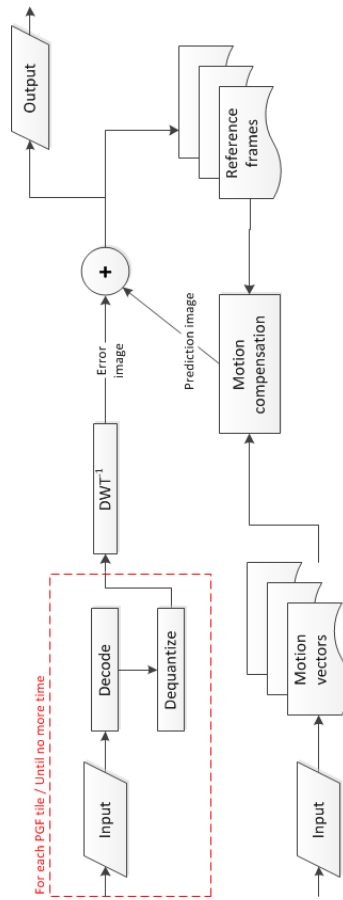 For each PGF tile / Until no more time
Input
Decode
Dequantize
DWT⁻¹
Error
image
+
Output
Prediction image
Reference
frames
Motion
compensation
Motion
vectors
Input